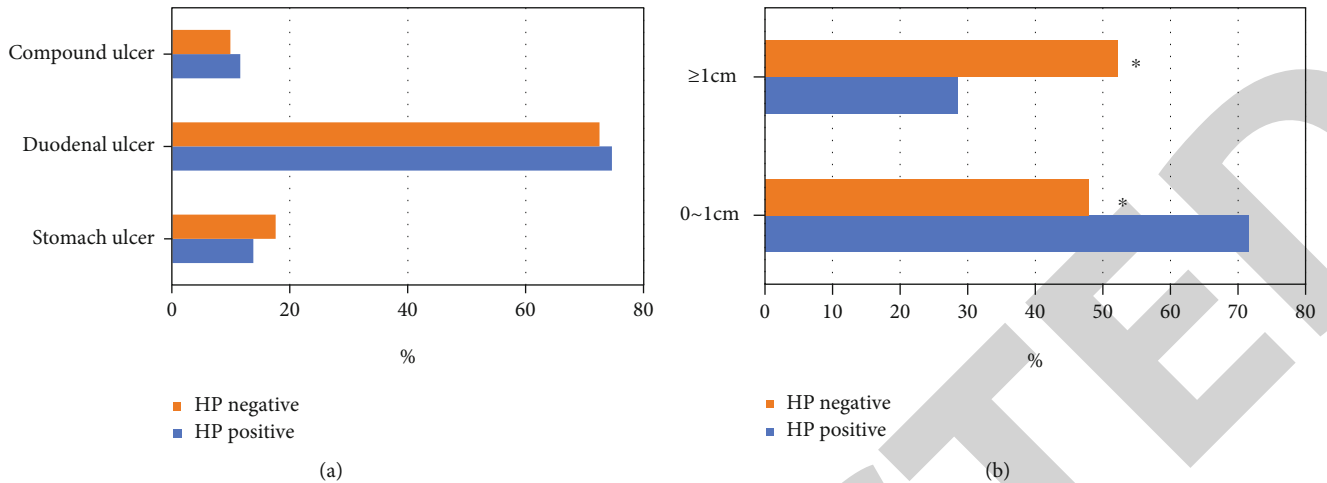 Compound ulcer
Duodenal ulcer
Stomach ulcer
0 20 40 60 80
%
HP negative
HP positive
(a)
≥1cm
*
0~1cm
*
0 10 20 30 40 50 60 70 80
%
HP negative
HP positive
(b)